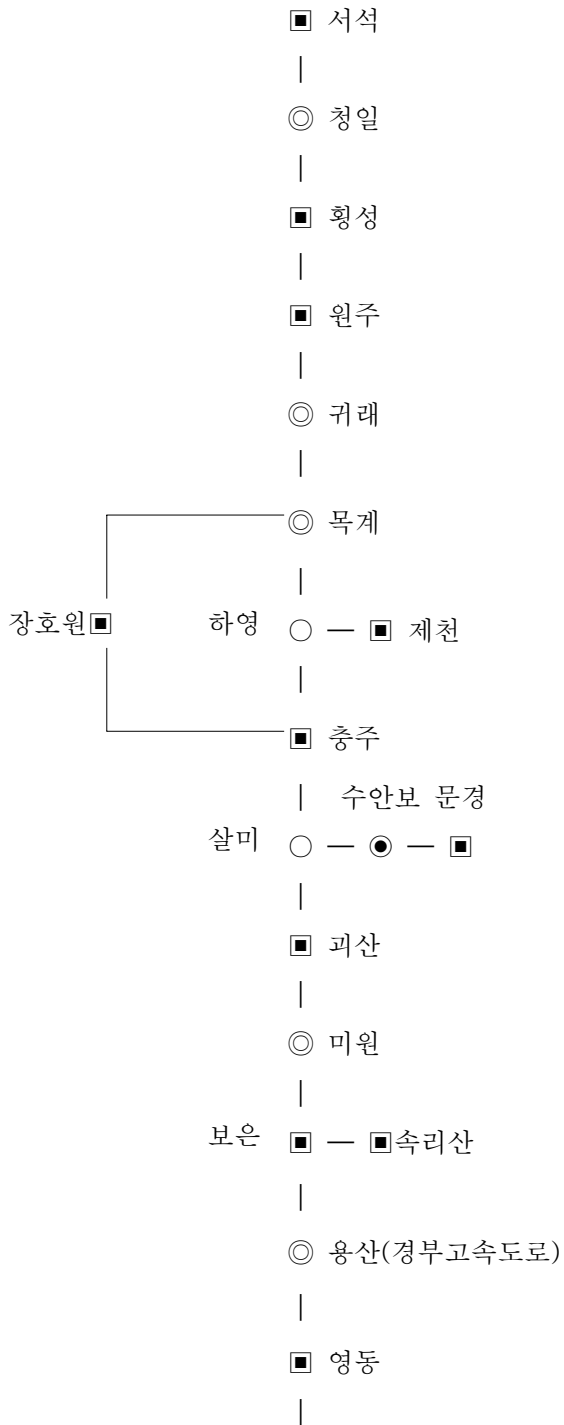 ▣ 서석
|
◎ 청일
|
▣ 횡성
|
▣ 원주
|
◎ 귀래
|
◎ 목계
|
장호원▣ 하영 ○ ― ▣ 제천
|
▣ 충주
| 수안보 문경
살미 ○ ― ◉ ― ▣
|
▣ 괴산
|
◎ 미원
|
보은 ▣ ― ▣속리산
|
◎ 용산(경부고속도로)
|
▣ 영동
|